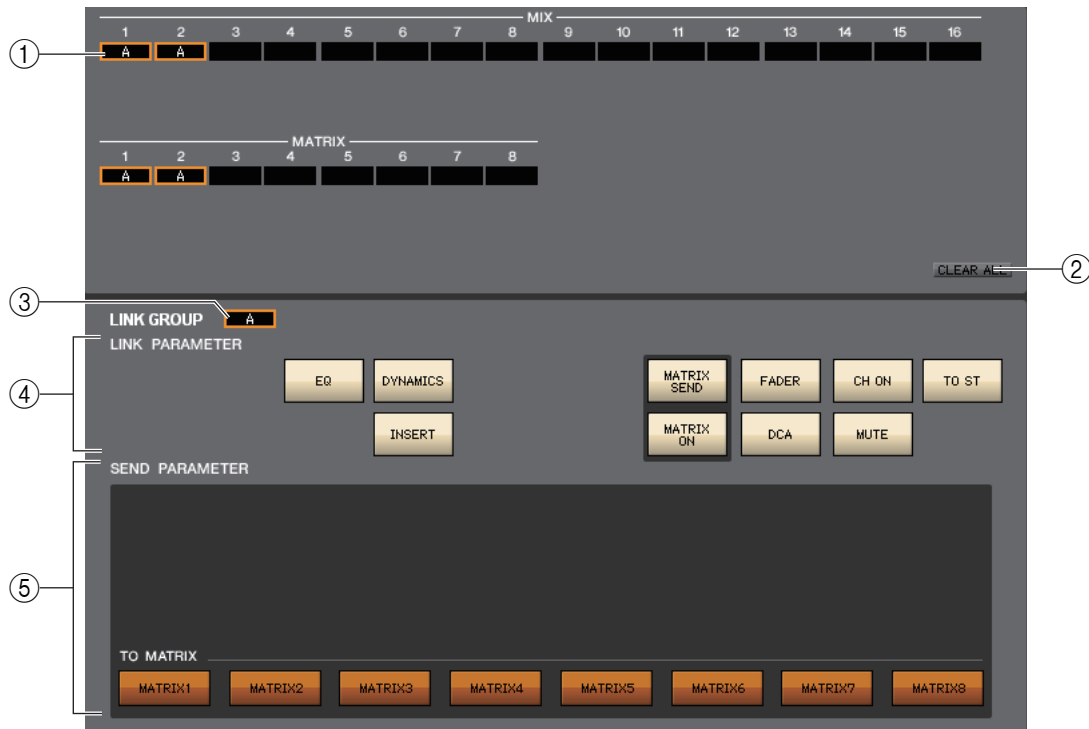 MIX
1 2 3 4 5 6 7 8 9 10 11 12 13 14 15 16
① A A
MATRIX
1 2 3 4 5 6 7 8
A A
CLEAR ALL ②
③
LINK GROUP A
LINK PARAMETER
④
EQ DYNAMICS MATRIX SEND FADER CH ON TO ST
INSERT MATRIX ON DCA MUTE
SEND PARAMETER
⑤
TO MATRIX
MATRIX1 MATRIX2 MATRIX3 MATRIX4 MATRIX5 MATRIX6 MATRIX7 MATRIX8